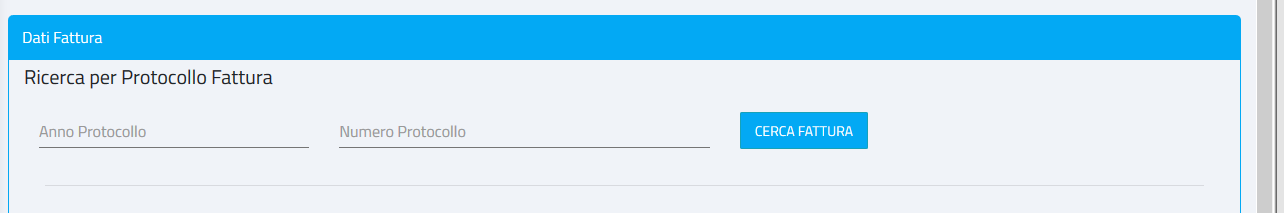 Dati Fattura
Ricerca per Protocollo Fattura
Anno Protocollo Numero Protocollo CERCA FATTURA